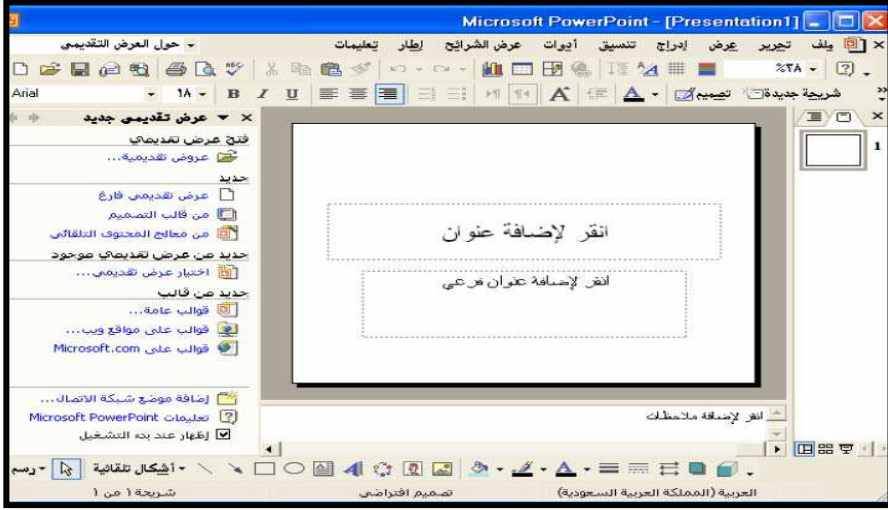 Microsoft PowerPoint - [Presentation1]
ملف تحرير عرض إدراج تنسيق أدوات عرض الشرائح إطار تعليمات حول العرض التقديمي
٢٨%
Arial ١٨ B I U A A شريحة جديدة تصميم
عرض تقديمي جديد
فتح عرض تقديمي
عروض تقديمية...
جديد
عرض تقديمي فارغ
من قالب التصميم
من معالج المحتوى التلقائي
جديد من عرض تقديمي موجود
اختيار عرض تقديمي...
جديد من قالب
قوالب عامة...
قوالب على مواقع ويب...
قوالب على Microsoft.com
إضافة موضع شبكة الاتصال...
تعليمات Microsoft PowerPoint
إظهار عند بدء التشغيل
1
انقر لإضافة عنوان
انقر لإضافة عنوان فرعي
انقر لإضافة ملاحظات
رسم أشكال تلقائية
شريحة ١ من ١ تصميم افتراضي العربية (المملكة العربية السعودية)